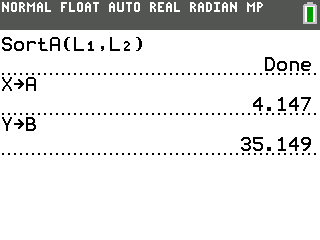 NORMAL FLOAT AUTO REAL RADIAN MP
SortA(L₁,L₂)
Done
X→A
4.147
Y→B
35.149